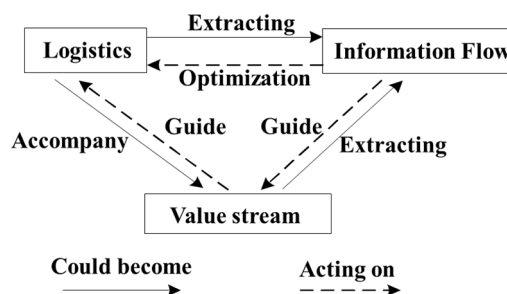 Extracting
Logistics
Information Flow
Optimization
Guide
Guide
Accompany
Extracting
Value stream
Could become
Acting on